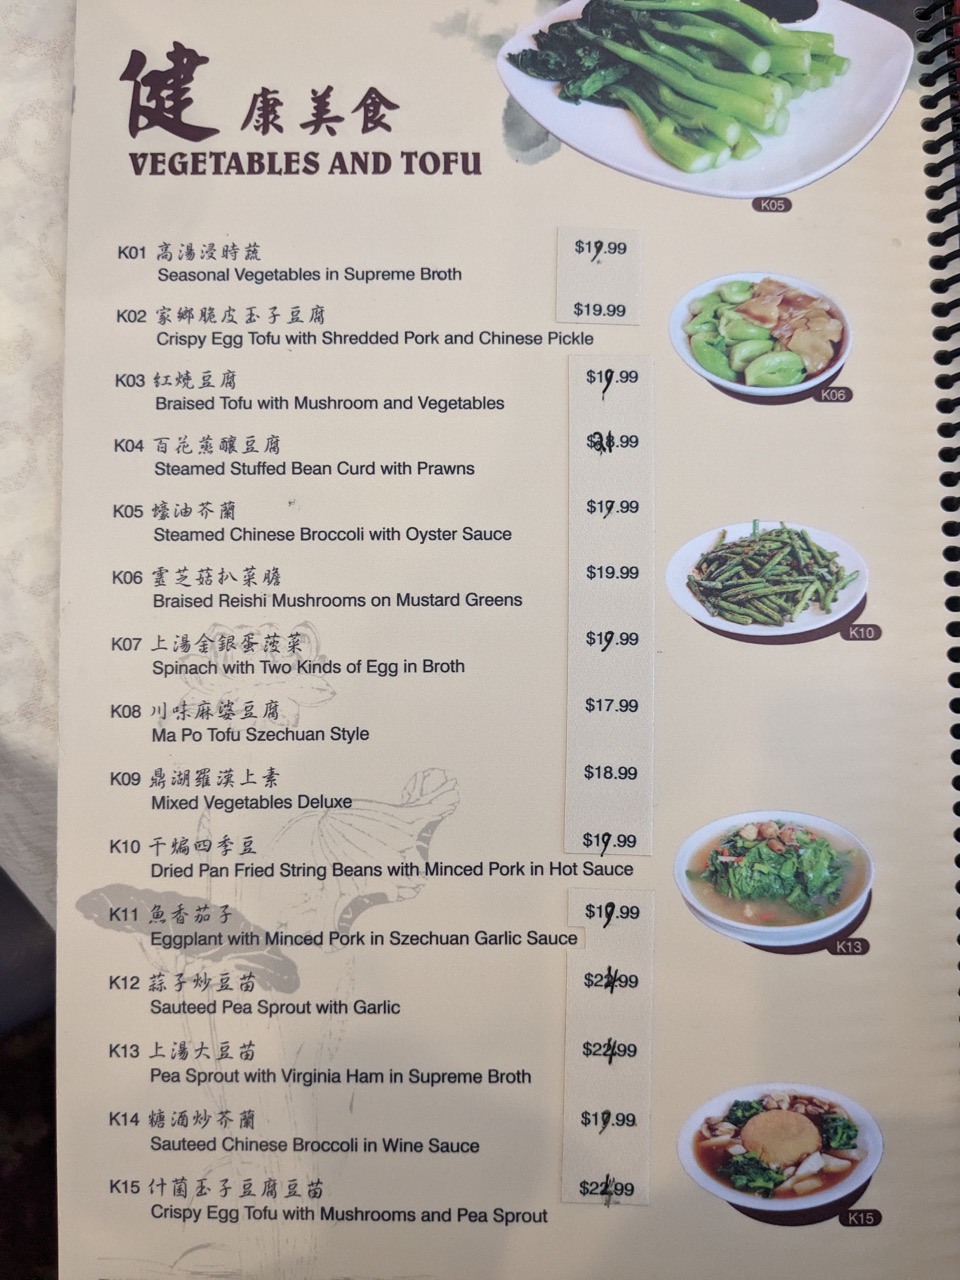 健康美食
VEGETABLES AND TOFU
K05
K01 高湯浸時蔬 $19.99
Seasonal Vegetables in Supreme Broth
K02 家鄉脆皮玉子豆腐 $19.99
Crispy Egg Tofu with Shredded Pork and Chinese Pickle
K06
K03 紅燒豆腐 $19.99
Braised Tofu with Mushroom and Vegetables
K04 百花蒸釀豆腐 $21.99
Steamed Stuffed Bean Curd with Prawns
K05 蠔油芥蘭 $19.99
Steamed Chinese Broccoli with Oyster Sauce
K06 靈芝菇扒菜膽 $19.99
Braised Reishi Mushrooms on Mustard Greens
K10
K07 上湯金銀蛋菠菜 $19.99
Spinach with Two Kinds of Egg in Broth
K08 川味麻婆豆腐 $17.99
Ma Po Tofu Szechuan Style
K09 鼎湖羅漢上素 $18.99
Mixed Vegetables Deluxe
K10 干煸四季豆 $19.99
Dried Pan Fried String Beans with Minced Pork in Hot Sauce
K11 魚香茄子 $19.99
Eggplant with Minced Pork in Szechuan Garlic Sauce
K13
K12 蒜子炒豆苗 $24.99
Sauteed Pea Sprout with Garlic
K13 上湯大豆苗 $24.99
Pea Sprout with Virginia Ham in Supreme Broth
K14 糖酒炒芥蘭 $19.99
Sauteed Chinese Broccoli in Wine Sauce
K15 什菌玉子豆腐豆苗 $24.99
Crispy Egg Tofu with Mushrooms and Pea Sprout
K15